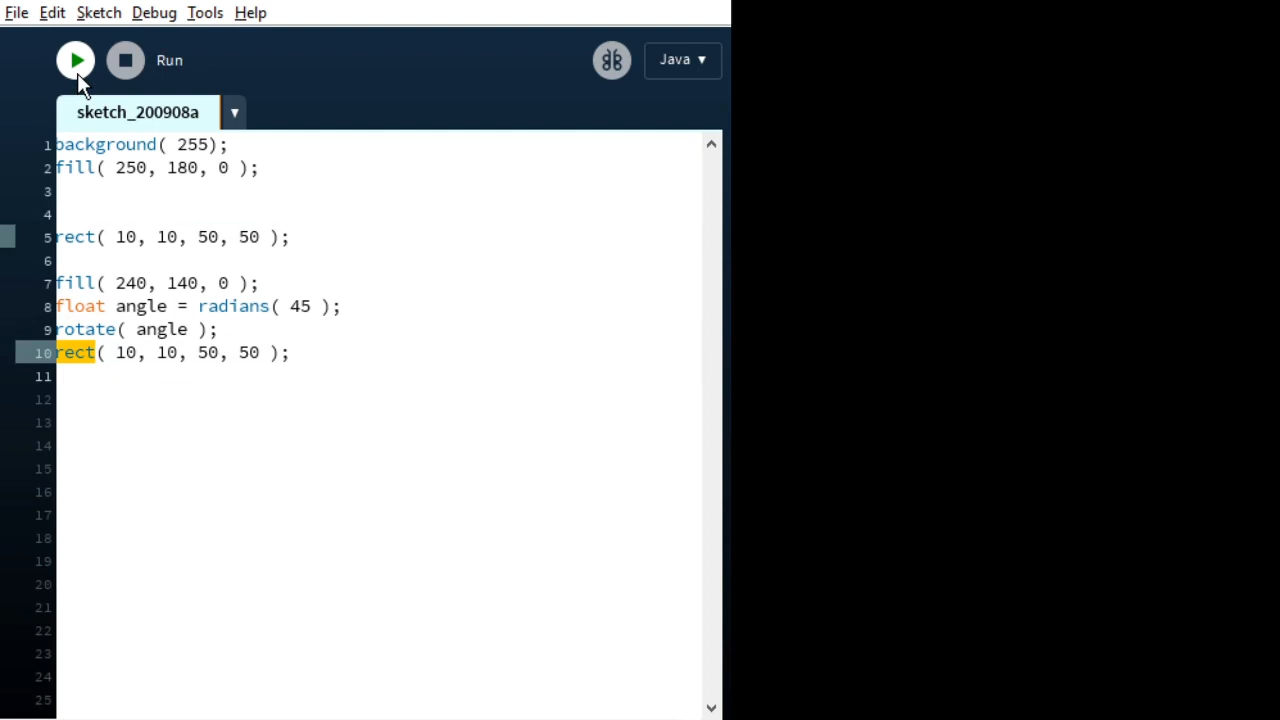 File Edit Sketch Debug Tools Help
Run
Java ▾
sketch_200908a ▾
1 background( 255);
2 fill( 250, 180, 0 );
3
4
5 rect( 10, 10, 50, 50 );
6
7 fill( 240, 140, 0 );
8 float angle = radians( 45 );
9 rotate( angle );
10 rect( 10, 10, 50, 50 );
11
12
13
14
15
16
17
18
19
20
21
22
23
24
25